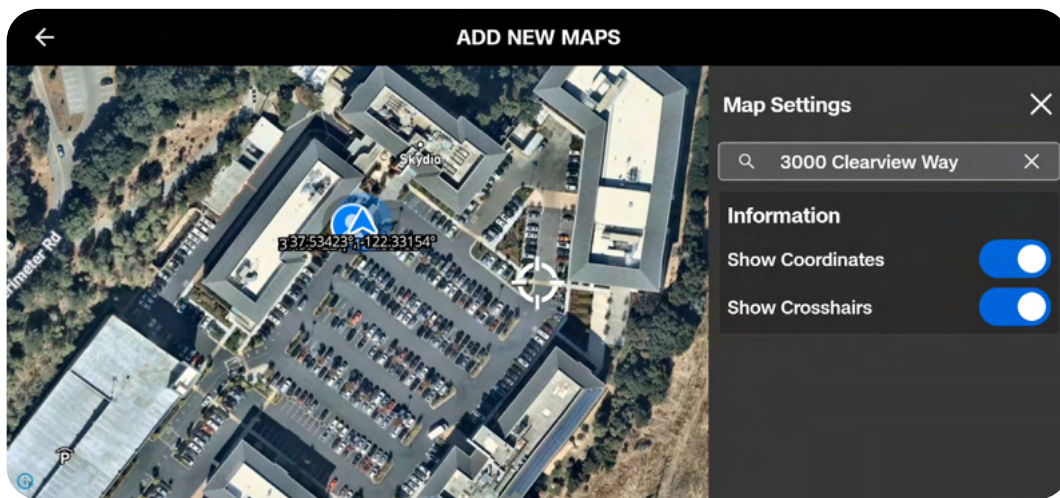 ADD NEW MAPS
Map Settings
3000 Clearview Way
Information
Show Coordinates
Show Crosshairs
Skydio
37.53423°, -122.33154°
rimeter Rd
P